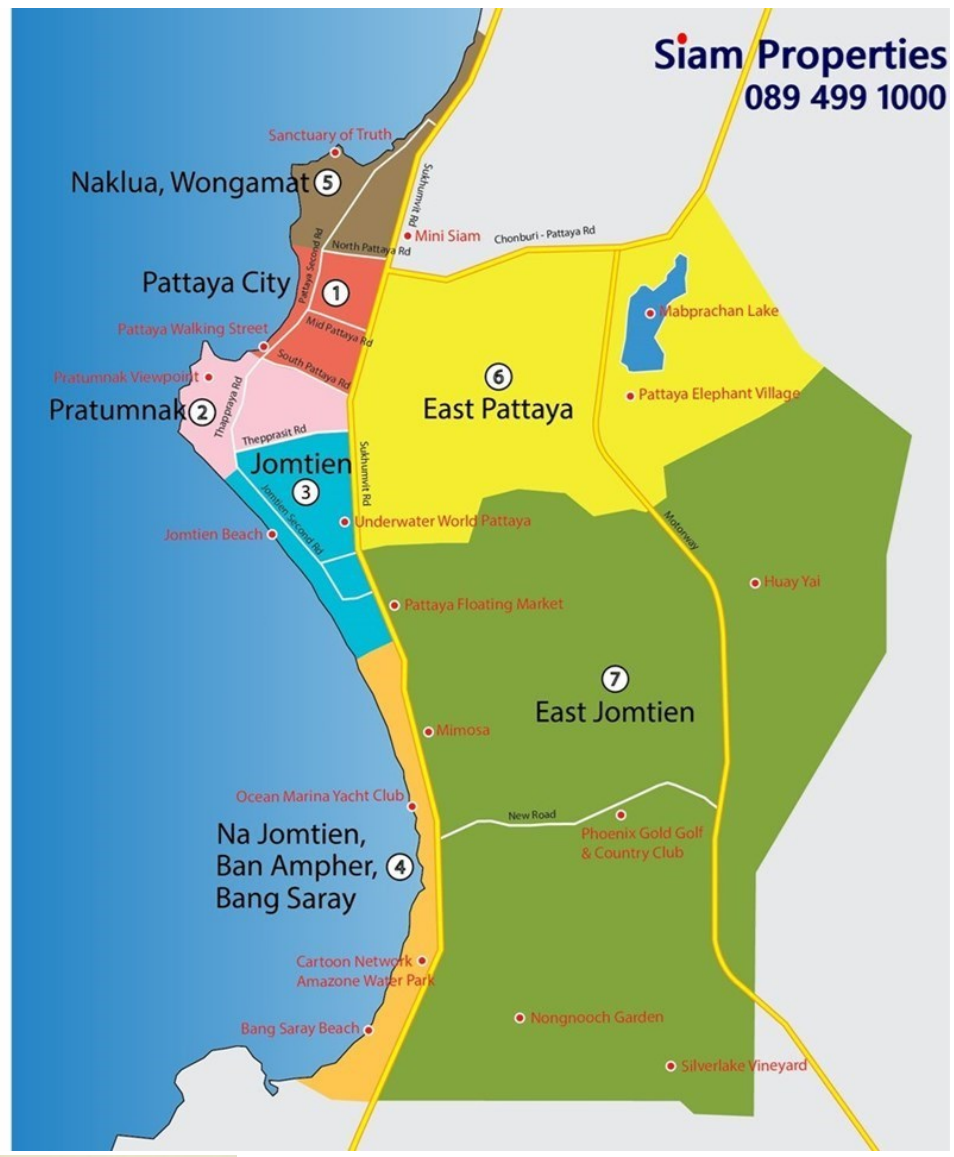 Siam Properties
089 499 1000
Sanctuary of Truth
Naklua, Wongamat 5
Sukhumvit Rd
Mini Siam
Chonburi - Pattaya Rd
North Pattaya Rd
Pattaya Second Rd
Pattaya City
1
Mabprachan Lake
Mid Pattaya Rd
Pattaya Walking Street
South Pattaya Rd
Pratumnak Viewpoint
6
East Pattaya
Pattaya Elephant Village
Pratumnak 2
Thappraya Rd
Thepprasit Rd
Jomtien
3
Sukhumvit Rd
Jomtien Second Rd
Underwater World Pattaya
Jomtien Beach
Motorway
Huay Yai
Pattaya Floating Market
7
East Jomtien
Mimosa
Ocean Marina Yacht Club
New Road
Phoenix Gold Golf
& Country Club
Na Jomtien,
Ban Ampher,
Bang Saray
4
Cartoon Network
Amazone Water Park
Bang Saray Beach
Nongnooch Garden
Silverlake Vineyard